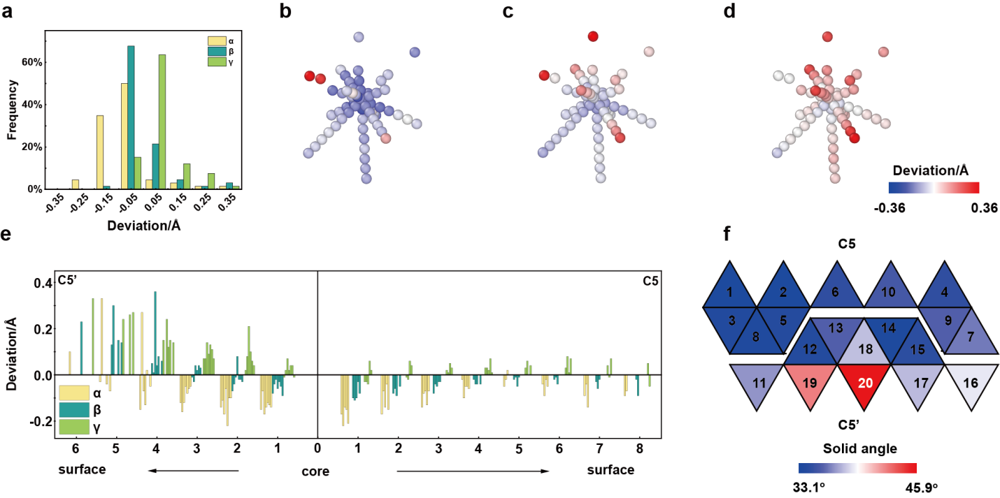 a
b
c
d
α
β
γ
60%
40%
20%
0%
Frequency
-0.35
-0.25
-0.15
-0.05
0.05
0.15
0.25
0.35
Deviation/Å
Deviation/Å
-0.36
0.36
e
C5'
C5
0.4
0.2
0.0
-0.2
Deviation/Å
α
β
γ
6
5
4
3
2
1
0
1
2
3
4
5
6
7
8
surface
core
surface
f
C5
1
2
6
10
4
3
8
5
12
13
18
14
15
9
7
11
19
20
17
16
C5'
Solid angle
33.1°
45.9°